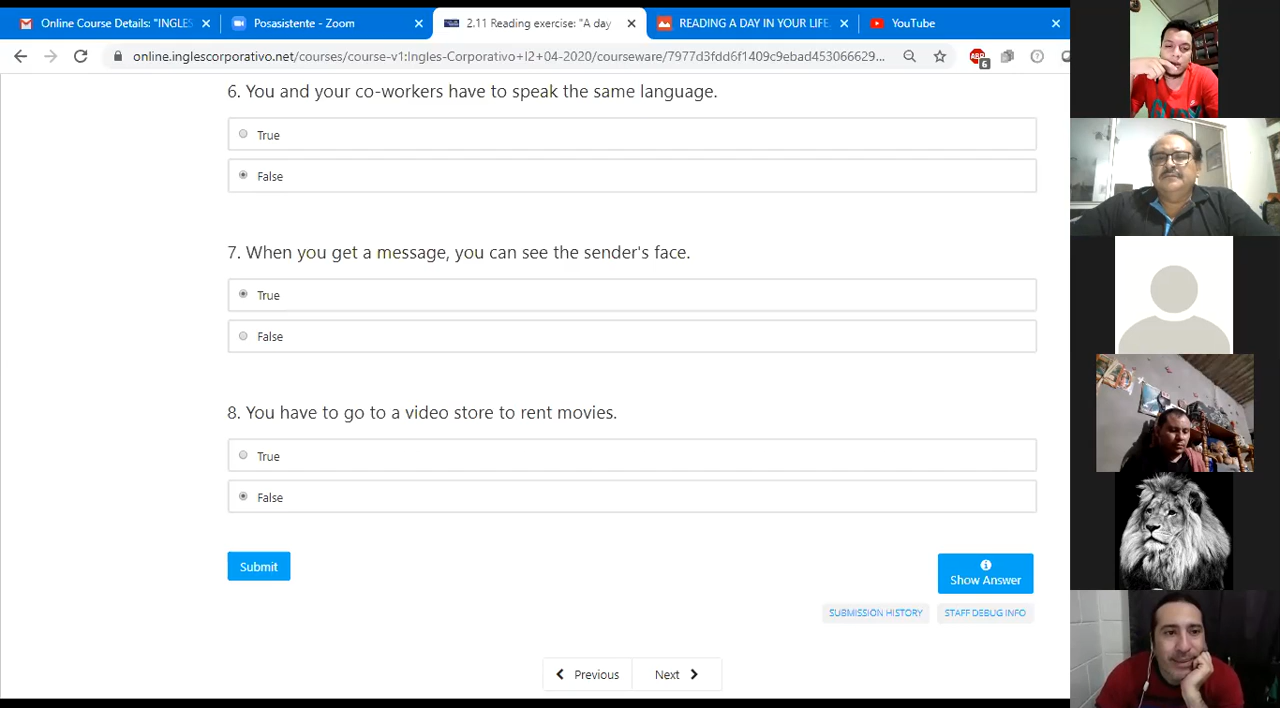 Online Course Details: "INGLES
Posasistente - Zoom
2.11 Reading exercise: "A day
READING A DAY IN YOUR LIFE.
YouTube
online.inglescorporativo.net/courses/course-v1:Ingles-Corporativo+I2+04-2020/courseware/7977d3fdd6f1409c9ebad453066629...
ABP
6
6. You and your co-workers have to speak the same language.
True
False
7. When you get a message, you can see the sender's face.
True
False
8. You have to go to a video store to rent movies.
True
False
Submit
Show Answer
SUBMISSION HISTORY
STAFF DEBUG INFO
Previous
Next